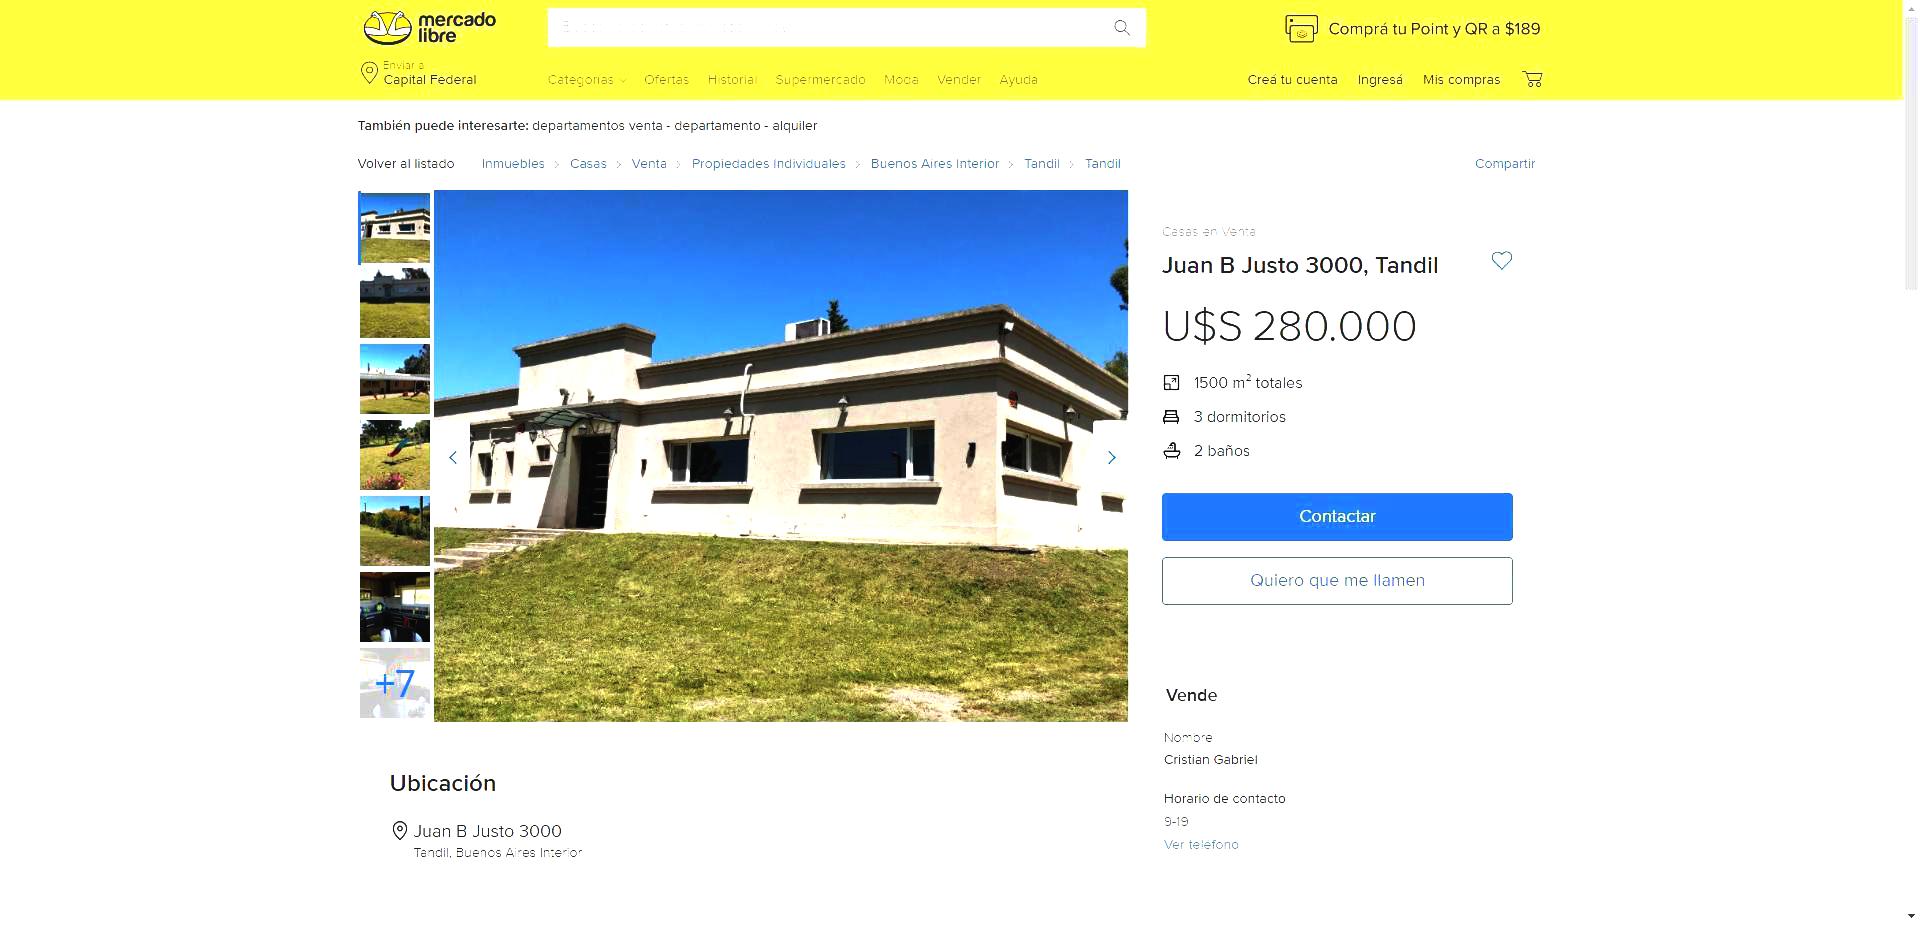 mercado
libre
Comprá tu Point y QR a $189
Enviar a
Capital Federal
Categorías Ofertas Historial Supermercado Moda Vender Ayuda
Creá tu cuenta Ingresá Mis compras
También puede interesarte: departamentos venta - departamento - alquiler
Volver al listado Inmuebles Casas Venta Propiedades Individuales Buenos Aires Interior Tandil Tandil
Compartir
Casas en Venta
Juan B Justo 3000, Tandil
U$S 280.000
1500 m² totales
3 dormitorios
2 baños
Contactar
Quiero que me llamen
+7
Vende
Nombre
Cristian Gabriel
Horario de contacto
9-19
Ver teléfono
Ubicación
Juan B Justo 3000
Tandil, Buenos Aires Interior